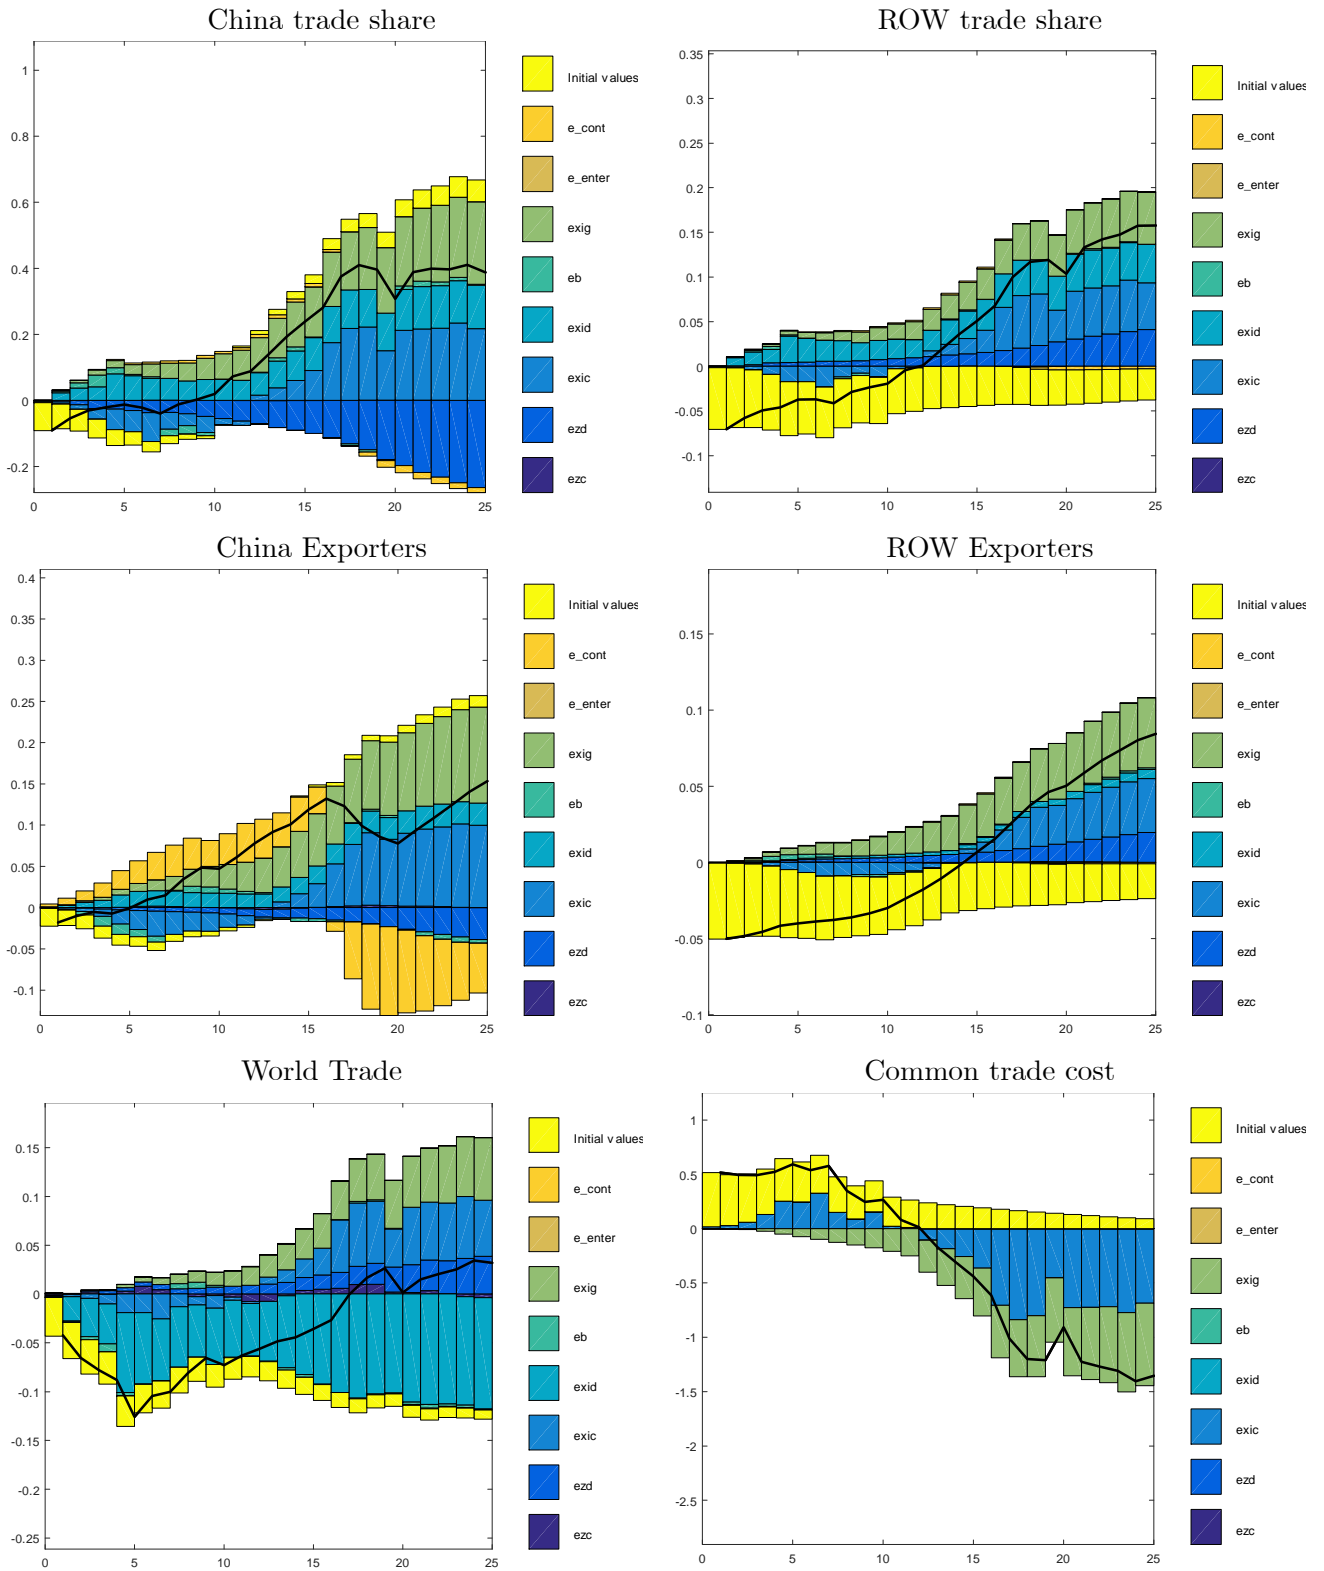 China trade share
1
0.8
0.6
0.4
0.2
0
-0.2
0 5 10 15 20 25
Initial values
e_cont
e_enter
exig
eb
exid
exic
ezd
ezc
ROW trade share
0.35
0.3
0.25
0.2
0.15
0.1
0.05
0
-0.05
-0.1
0 5 10 15 20 25
Initial values
e_cont
e_enter
exig
eb
exid
exic
ezd
ezc
China Exporters
0.4
0.35
0.3
0.25
0.2
0.15
0.1
0.05
0
-0.05
-0.1
0 5 10 15 20 25
Initial values
e_cont
e_enter
exig
eb
exid
exic
ezd
ezc
ROW Exporters
0.15
0.1
0.05
0
-0.05
-0.1
0 5 10 15 20 25
Initial values
e_cont
e_enter
exig
eb
exid
exic
ezd
ezc
World Trade
0.15
0.1
0.05
0
-0.05
-0.1
-0.15
-0.2
-0.25
0 5 10 15 20 25
Initial values
e_cont
e_enter
exig
eb
exid
exic
ezd
ezc
Common trade cost
1
0.5
0
-0.5
-1
-1.5
-2
-2.5
0 5 10 15 20 25
Initial values
e_cont
e_enter
exig
eb
exid
exic
ezd
ezc